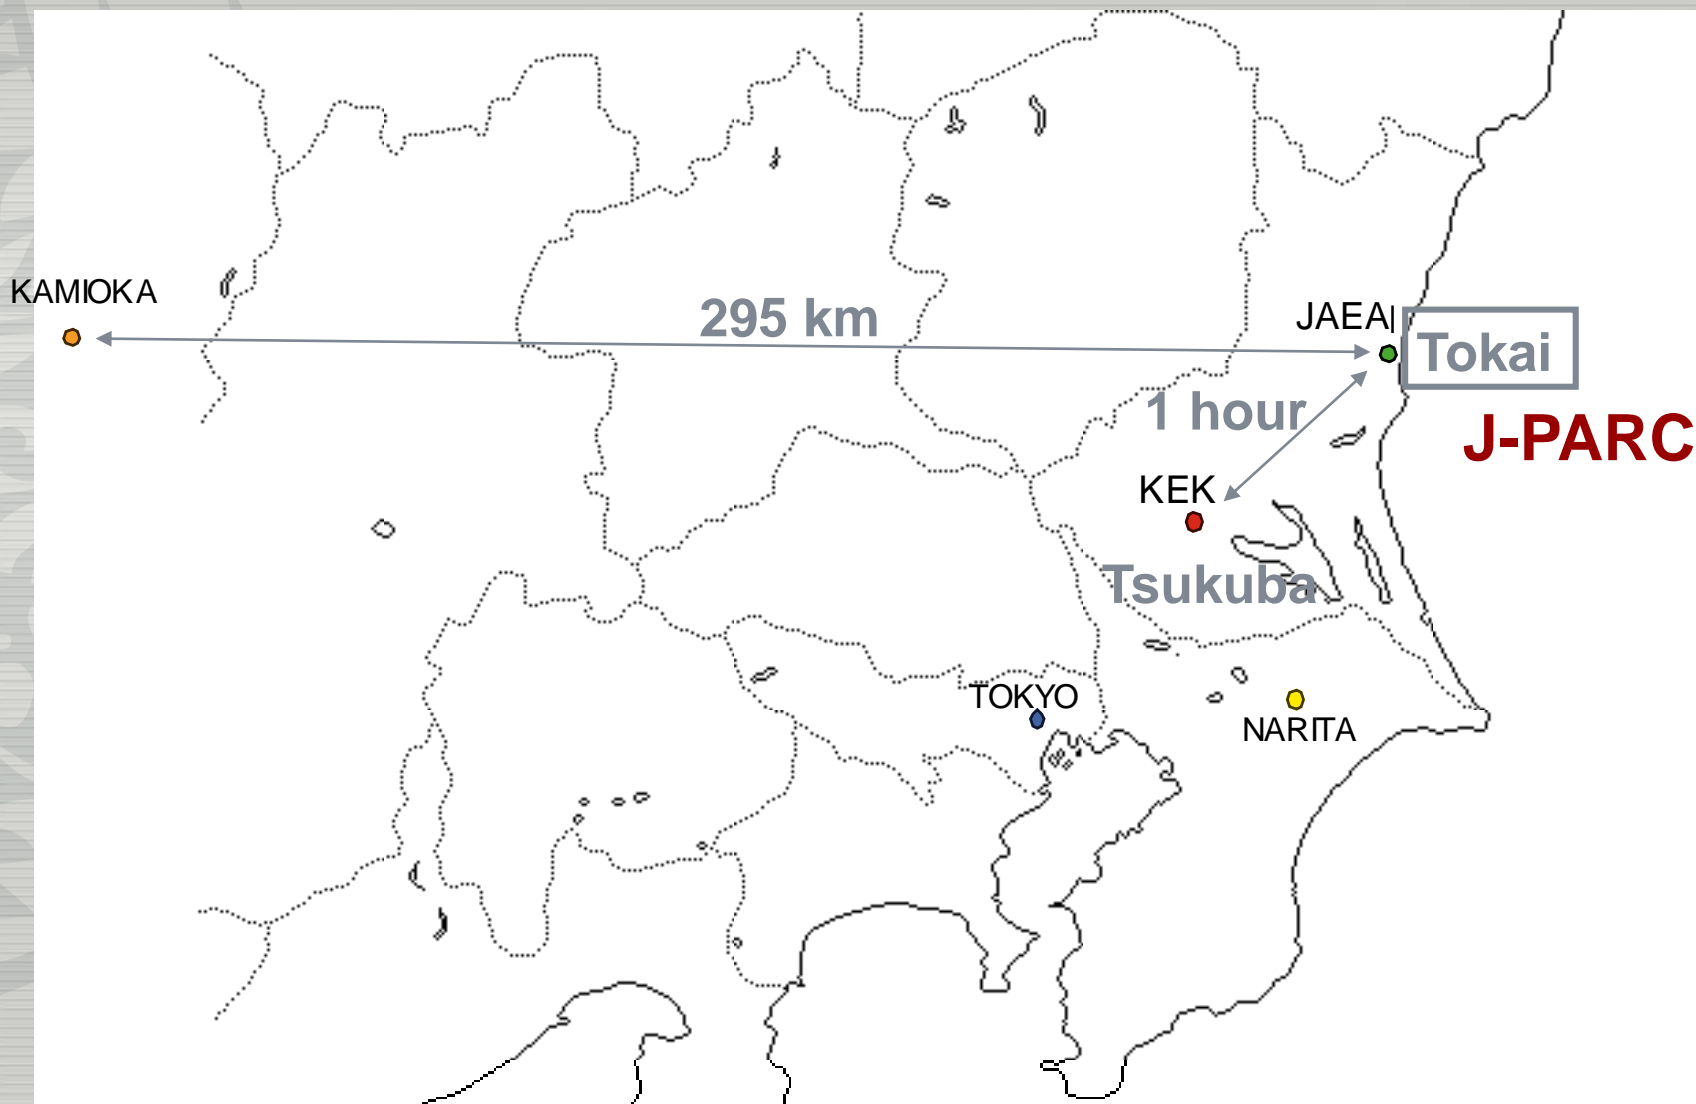 KAMIOKA
295 km
JAEA
Tokai
1 hour
J-PARC
KEK
Tsukuba
TOKYO
NARITA